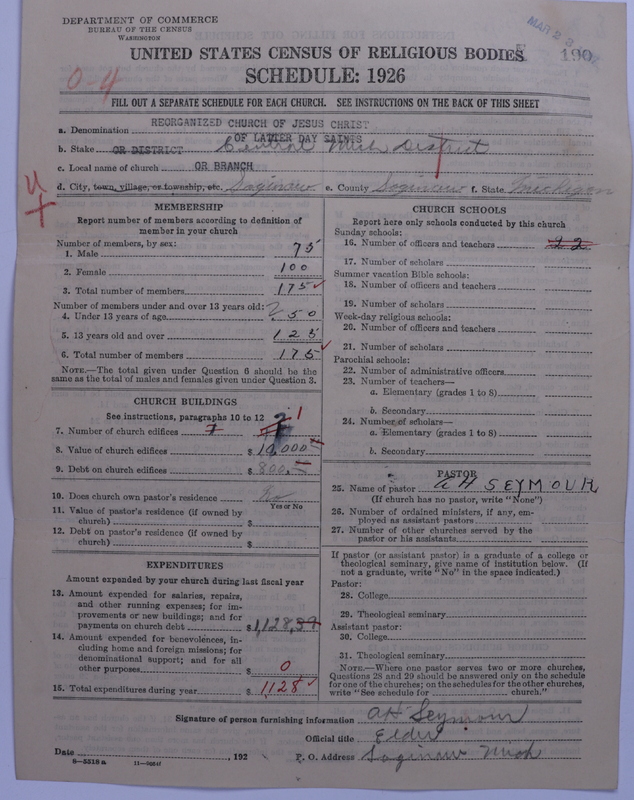 DEPARTMENT OF COMMERCE
BUREAU OF THE CENSUS
WASHINGTON
MAR 2 8
190
UNITED STATES CENSUS OF RELIGIOUS BODIES
0-4
SCHEDULE: 1926
FILL OUT A SEPARATE SCHEDULE FOR EACH CHURCH. SEE INSTRUCTIONS ON THE BACK OF THIS SHEET
a. Denomination REORGANIZED CHURCH OF JESUS CHRIST
OF LATTER DAY SAINTS
b. Stake OR DISTRICT Central Mich District
c. Local name of church OR BRANCH
d. City, town, village, or township, etc. Saginaw e. County Saginaw f. State Michigan
MEMBERSHIP
Report number of members according to definition of
member in your church
Number of members, by sex:
1. Male 75
2. Female 100
3. Total number of members 175
Number of members under and over 13 years old:
4. Under 13 years of age 50
5. 13 years old and over 125
6. Total number of members 175
NOTE.—The total given under Question 6 should be
the same as the total of males and females given under Question 3.
CHURCH BUILDINGS
See instructions, paragraphs 10 to 12
7. Number of church edifices 1
8. Value of church edifices $ 10,000
9. Debt on church edifices $ 800.
10. Does church own pastor's residence No
Yes or No
11. Value of pastor's residence (if owned by
church) $
12. Debt on pastor's residence (if owned by
church) $
EXPENDITURES
Amount expended by your church during last fiscal year
13. Amount expended for salaries, repairs,
and other running expenses; for im-
provements or new buildings; and for
payments on church debt $1,128,39
14. Amount expended for benevolences, in-
cluding home and foreign missions; for
denominational support; and for all
other purposes $ 0
15. Total expenditures during year $ 1128
CHURCH SCHOOLS
Report here only schools conducted by this church
Sunday schools:
16. Number of officers and teachers 22
17. Number of scholars
Summer vacation Bible schools:
18. Number of officers and teachers
19. Number of scholars
Week-day religious schools:
20. Number of officers and teachers
21. Number of scholars
Parochial schools:
22. Number of administrative officers
23. Number of teachers—
a. Elementary (grades 1 to 8)
b. Secondary
24. Number of scholars—
a. Elementary (grades 1 to 8)
b. Secondary
PASTOR
25. Name of pastor A H SEYMOUR
(If church has no pastor, write "None")
26. Number of ordained ministers, if any, em-
ployed as assistant pastors
27. Number of other churches served by the
pastor or his assistants
If pastor (or assistant pastor) is a graduate of a college or
theological seminary, give name of institution below. (If
not a graduate, write "No" in the space indicated.)
Pastor:
28. College
29. Theological seminary
Assistant pastor:
30. College
31. Theological seminary
NOTE.—Where one pastor serves two or more churches,
Questions 28 and 29 should be answered only on the schedule
for one of the churches; on the schedules for the other churches,
write "See schedule for church."
Signature of person furnishing information A H Seymour
Official title Elder
Date , 192 P. O. Address Saginaw Mich
8—5518 a 11—9864f